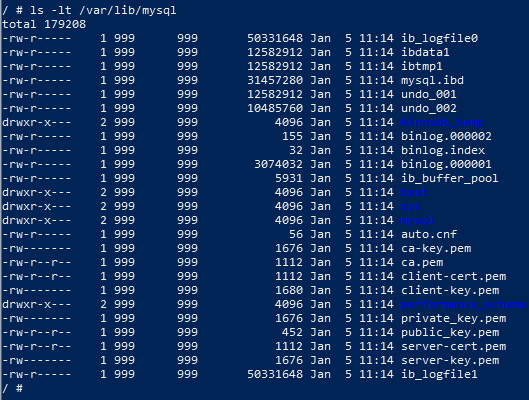 / # ls -lt /var/lib/mysql
total 179208
-rw-r----- 1 999 999 50331648 Jan 5 11:14 ib_logfile0
-rw-r----- 1 999 999 12582912 Jan 5 11:14 ibdata1
-rw-r----- 1 999 999 12582912 Jan 5 11:14 ibtmp1
-rw-r----- 1 999 999 31457280 Jan 5 11:14 mysql.ibd
-rw-r----- 1 999 999 12582912 Jan 5 11:14 undo_001
-rw-r----- 1 999 999 10485760 Jan 5 11:14 undo_002
drwxr-x--- 2 999 999 4096 Jan 5 11:14 #innodb_temp
-rw-r----- 1 999 999 155 Jan 5 11:14 binlog.000002
-rw-r----- 1 999 999 32 Jan 5 11:14 binlog.index
-rw-r----- 1 999 999 3074032 Jan 5 11:14 binlog.000001
-rw-r----- 1 999 999 5931 Jan 5 11:14 ib_buffer_pool
drwxr-x--- 2 999 999 4096 Jan 5 11:14 test
drwxr-x--- 2 999 999 4096 Jan 5 11:14 sys
drwxr-x--- 2 999 999 4096 Jan 5 11:14 mysql
-rw-r----- 1 999 999 56 Jan 5 11:14 auto.cnf
-rw------- 1 999 999 1676 Jan 5 11:14 ca-key.pem
-rw-r--r-- 1 999 999 1112 Jan 5 11:14 ca.pem
-rw-r--r-- 1 999 999 1112 Jan 5 11:14 client-cert.pem
-rw------- 1 999 999 1680 Jan 5 11:14 client-key.pem
drwxr-x--- 2 999 999 4096 Jan 5 11:14 performance_schema
-rw------- 1 999 999 1676 Jan 5 11:14 private_key.pem
-rw-r--r-- 1 999 999 452 Jan 5 11:14 public_key.pem
-rw-r--r-- 1 999 999 1112 Jan 5 11:14 server-cert.pem
-rw------- 1 999 999 1676 Jan 5 11:14 server-key.pem
-rw-r----- 1 999 999 50331648 Jan 5 11:14 ib_logfile1
/ #